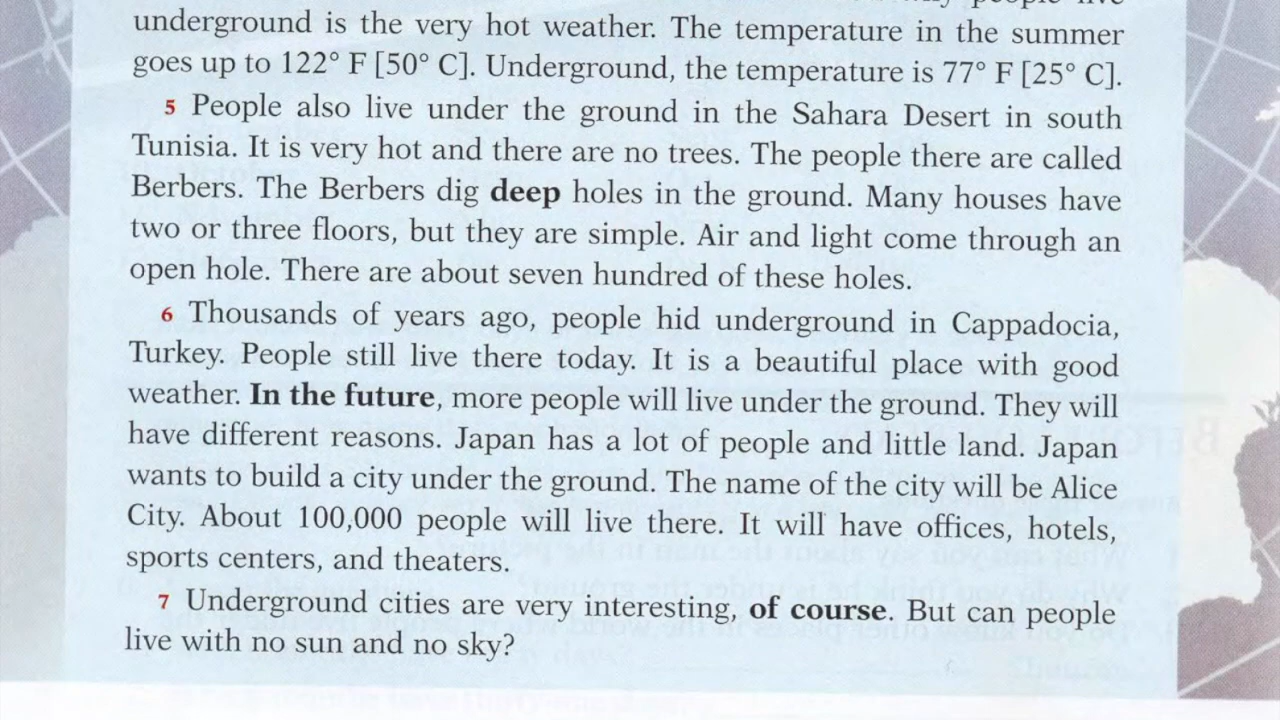 people live
underground is the very hot weather. The temperature in the summer
goes up to 122° F [50° C]. Underground, the temperature is 77° F [25° C].
5 People also live under the ground in the Sahara Desert in south
Tunisia. It is very hot and there are no trees. The people there are called
Berbers. The Berbers dig deep holes in the ground. Many houses have
two or three floors, but they are simple. Air and light come through an
open hole. There are about seven hundred of these holes.
6 Thousands of years ago, people hid underground in Cappadocia,
Turkey. People still live there today. It is a beautiful place with good
weather. In the future, more people will live under the ground. They will
have different reasons. Japan has a lot of people and little land. Japan
wants to build a city under the ground. The name of the city will be Alice
City. About 100,000 people will live there. It will have offices, hotels,
sports centers, and theaters.
7 Underground cities are very interesting, of course. But can people
live with no sun and no sky?